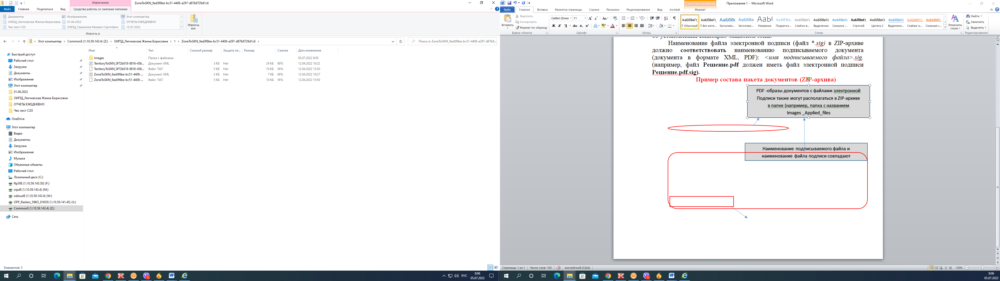 Извлечение
ZoneToGKN_9ad3f6be-bc51-4408-a297-d87b8729d1c6
Файл Главная Поделиться Вид Средства работы со сжатыми папками
Документы Изображения Этот компьютер
ОИПД_Лигновская Жанна Борисовна 01.06.2022 ОТЧЕТЫ ЕЖЕДНЕВНО
Чек лист СЗЗ ОИПД_Ташкинов Михаил Сергеевич 15.07.2022
Извлечь все
Извлечь в
Этот компьютер Common$ (\\10.59.143.4) (Z:) ОИПД_Лигновская Жанна Борисовна 1 ZoneToGKN_9ad3f6be-bc51-4408-a297-d87b8729d1c6
Поиск в: ZoneToGKN_9ad3f6be-bc51-4408-a297-d87b8...
Имя Тип Сжатый размер Защита па... Размер Сжатие Дата изменения
Images Папка с файлами 05.07.2022 8:05
TerritoryToGKN_0f72b018-8816-456... Документ XML 3 КБ Нет 24 КБ 89% 12.04.2022 10:22
TerritoryToGKN_0f72b018-8816-456... Файл "SIG" 5 КБ Нет 10 КБ 56% 12.04.2022 15:50
ZoneToGKN_9ad3f6be-bc51-4408-... Документ XML 3 КБ Нет 7 КБ 68% 12.04.2022 10:27
ZoneToGKN_9ad3f6be-bc51-4408-... Файл "SIG" 5 КБ Нет 10 КБ 56% 12.04.2022 15:50
Быстрый доступ
Рабочий стол
Загрузки
Документы
Изображения
Этот компьютер
01.06.2022
ОИПД_Лигновская Жанна Борисовна
ОТЧЕТЫ ЕЖЕДНЕВНО
Чек лист СЗЗ
OneDrive
Этот компьютер
Видео
Документы
Загрузки
Изображения
Музыка
Объемные объекты
Рабочий стол
Локальный диск (C:)
ftp59$ (\\10.59.143.50) (F:)
oipd$ (\\10.59.143.4) (M:)
odioud$ (\\10.59.143.4) (W:)
OFP_Rasters_59KO_81KO$ (\\10.59.141.45) (X:)
Common$ (\\10.59.143.4) (Z:)
Сеть
Элементов: 5
РУС
8:06
05.07.2022
Средства рисования
Приложение 1 - Microsoft Word
Файл Главная Вставка Разметка страницы Ссылки Рассылки Рецензирование Вид Acrobat Формат
Вставить
Вырезать
Копировать
Формат по образцу
Буфер обмена
Calibri (Осно 11
Шрифт
Абзац
¶ Обычный ¶ Без инте... Заголово... Заголово... Название Подзагол... Слабое в... Выделение Сильное ... Строгий Цитата 2 Выделенн... Слабая сс... Сильная с...
Изменить стили
Стили
Найти
Заменить
Выделить
Редактирование
об установлении санитарно-защитной зоны.
Наименование файла электронной подписи (файл *.sig) в ZIP-архиве
должно соответствовать наименованию подписываемого документа
(документа в формате XML, PDF): <имя подписываемого файла>.sig.
(например, файл Решение.pdf должен иметь файл электронной подписи
Решение.pdf.sig).
Пример состава пакета документов (ZIP-архива)
PDF -образы документов с файлами электронной
Подписи также могут располагаться в ZIP-архиве
в папке (например, папка с названием
Images _Applied_files
Наименование подписываемого файла и
наименование файла подписи совпадают
Страница: 1 из 1 Число слов: 100 английский (США) 130%
8:06
05.07.2022